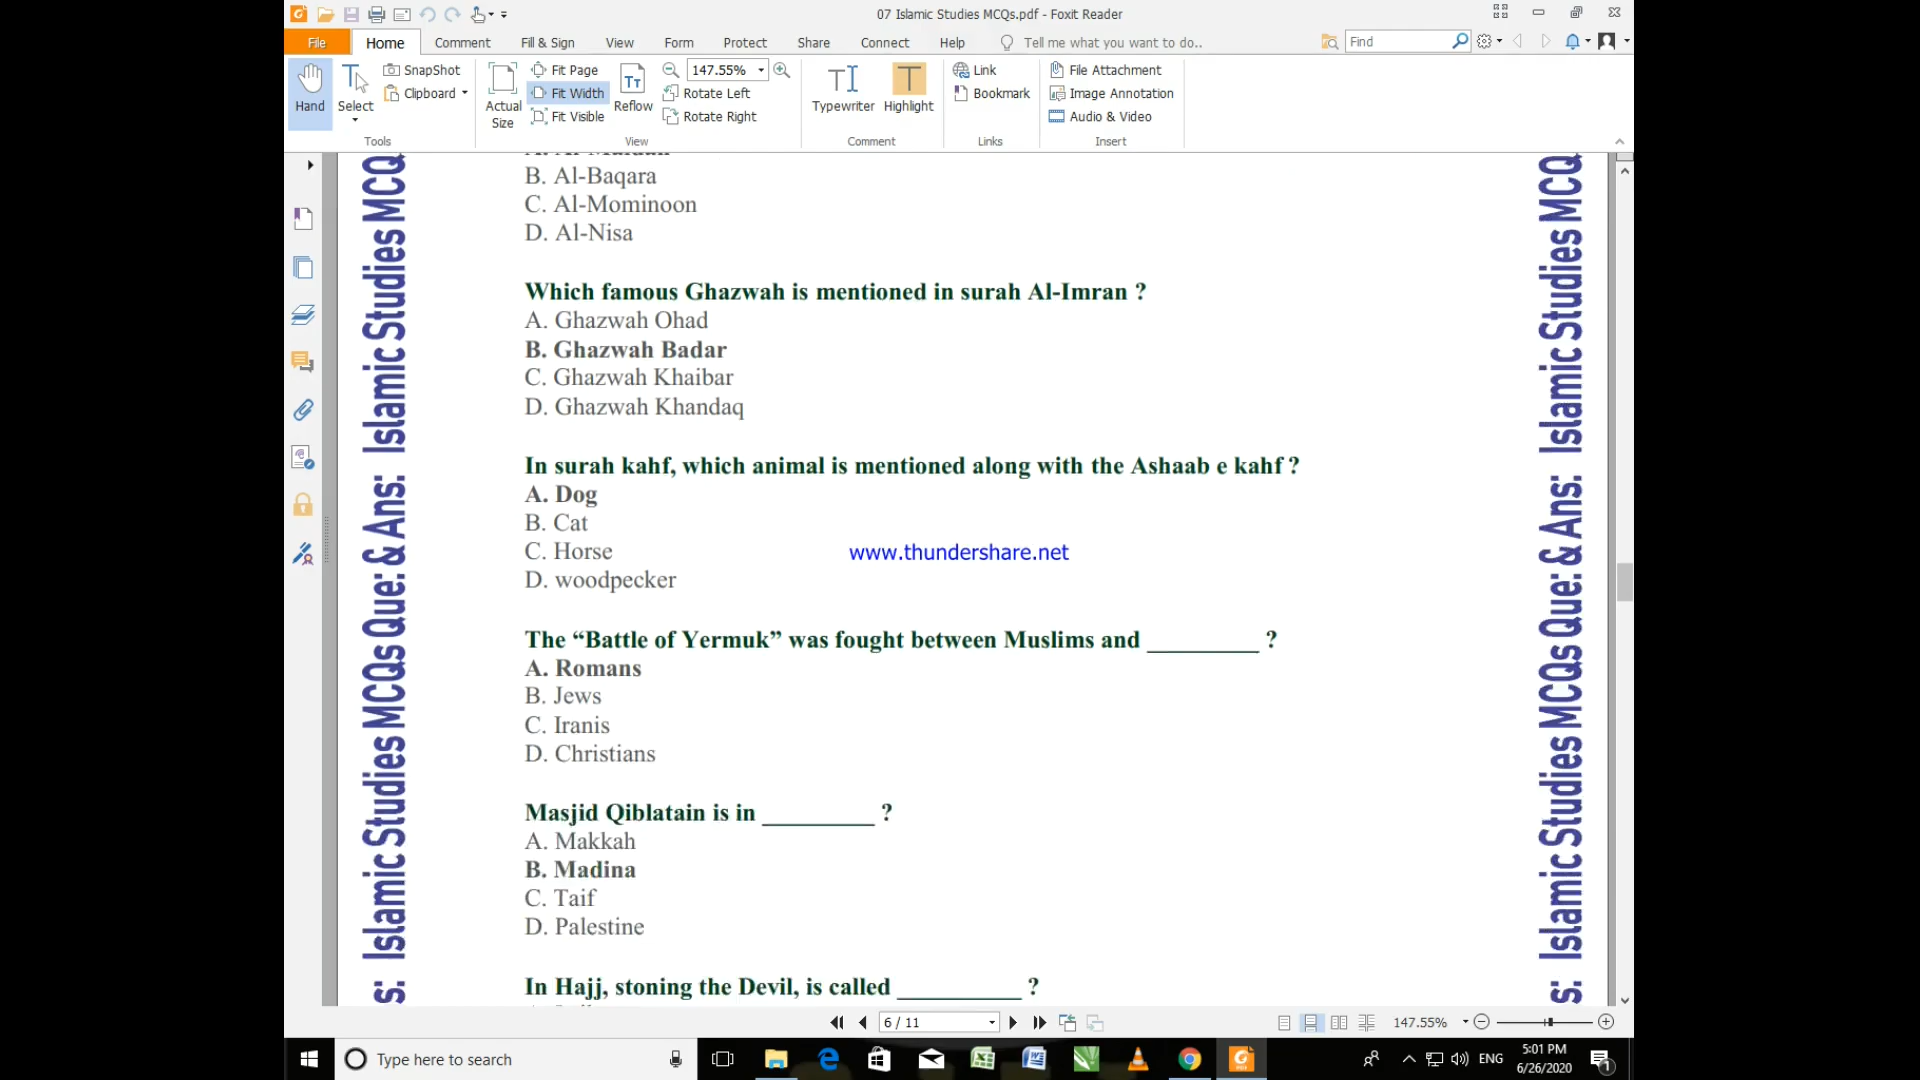 07 Islamic Studies MCQs.pdf - Foxit Reader
File Home Comment Fill & Sign View Form Protect Share Connect Help Tell me what you want to do.. Find
Hand
Select
SnapShot
Clipboard
Tools
Actual Size
Fit Page
Fit Width
Fit Visible
Reflow
147.55%
Rotate Left
Rotate Right
View
Typewriter
Highlight
Comment
Link
Bookmark
Links
File Attachment
Image Annotation
Audio & Video
Insert
B. Al-Baqara
C. Al-Mominoon
D. Al-Nisa
Which famous Ghazwah is mentioned in surah Al-Imran ?
A. Ghazwah Ohad
B. Ghazwah Badar
C. Ghazwah Khaibar
D. Ghazwah Khandaq
In surah kahf, which animal is mentioned along with the Ashaab e kahf ?
A. Dog
B. Cat
C. Horse
D. woodpecker
www.thundershare.net
The “Battle of Yermuk” was fought between Muslims and _________ ?
A. Romans
B. Jews
C. Iranis
D. Christians
Masjid Qiblatain is in _________ ?
A. Makkah
B. Madina
C. Taif
D. Palestine
In Hajj, stoning the Devil, is called __________ ?
Islamic Studies MCQs Que: & Ans: Islamic Studies MCQ
Islamic Studies MCQs Que: & Ans: Islamic Studies MCQ
6 / 11
147.55%
Type here to search
ENG
5:01 PM
6/26/2020
1